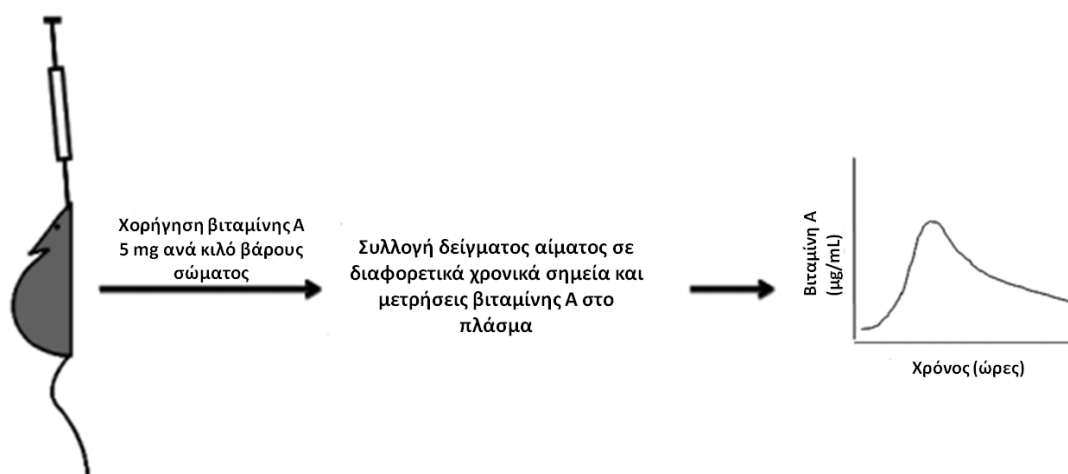 Χορήγηση βιταμίνης Α
5 mg ανά κιλό βάρους
σώματος
Συλλογή δείγματος αίματος σε
διαφορετικά χρονικά σημεία και
μετρήσεις βιταμίνης Α στο
πλάσμα
Βιταμίνη Α
(μg/mL)
Χρόνος (ώρες)